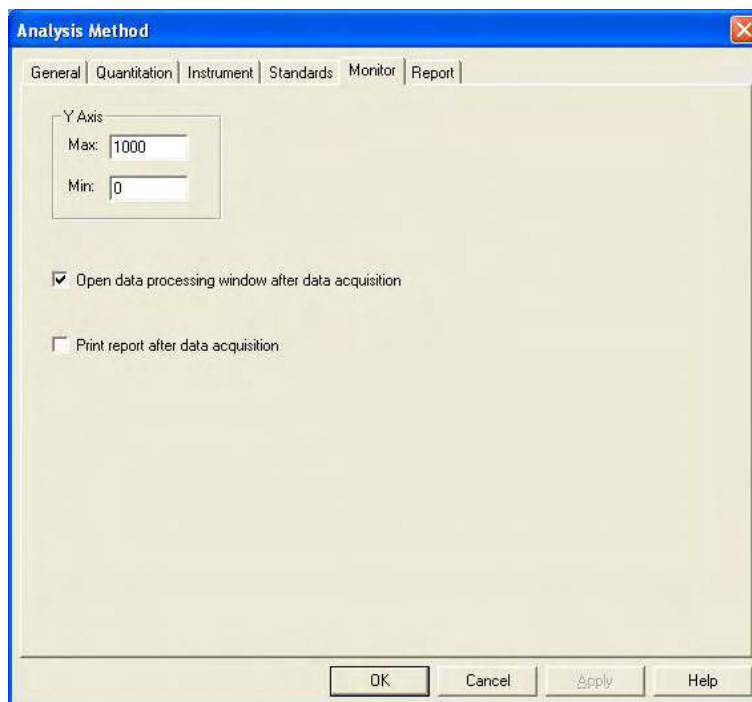 Analysis Method
General Quantitation Instrument Standards Monitor Report
Y Axis
Max: 1000
Min: 0
Open data processing window after data acquisition
Print report after data acquisition
OK Cancel Apply Help